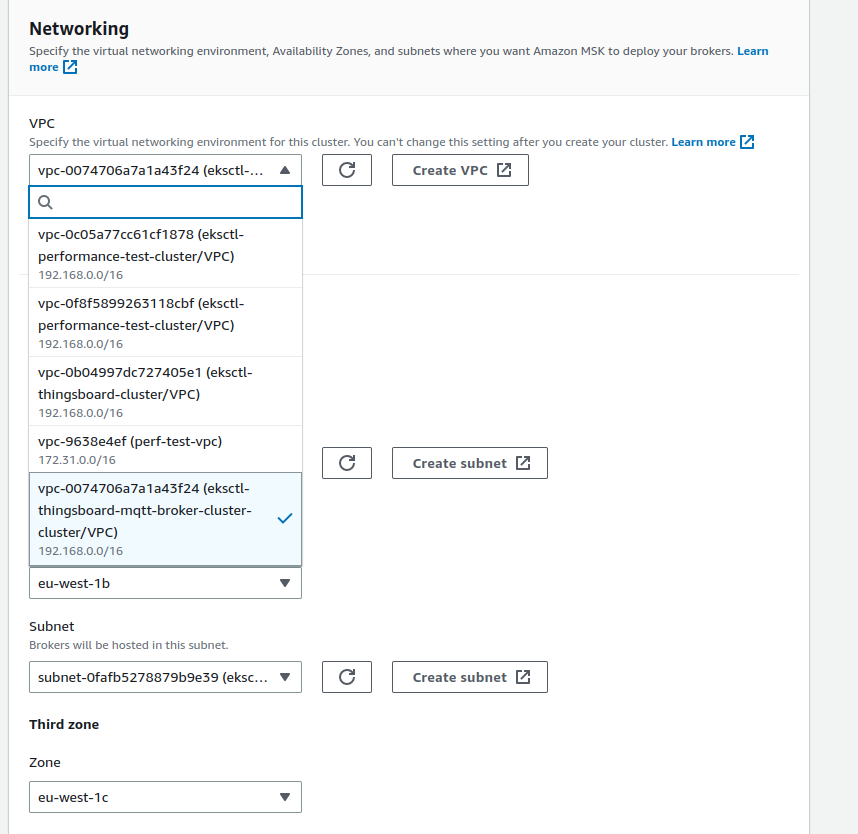 Networking
Specify the virtual networking environment, Availability Zones, and subnets where you want Amazon MSK to deploy your brokers. Learn
more
VPC
Specify the virtual networking environment for this cluster. You can't change this setting after you create your cluster. Learn more
vpc-0074706a7a1a43f24 (eksctl-...
Create VPC
vpc-0c05a77cc61cf1878 (eksctl-
performance-test-cluster/VPC)
192.168.0.0/16
vpc-0f8f5899263118cbf (eksctl-
performance-test-cluster/VPC)
192.168.0.0/16
vpc-0b04997dc727405e1 (eksctl-
thingsboard-cluster/VPC)
192.168.0.0/16
vpc-9638e4ef (perf-test-vpc)
172.31.0.0/16
Create subnet
vpc-0074706a7a1a43f24 (eksctl-
thingsboard-mqtt-broker-cluster-
cluster/VPC)
192.168.0.0/16
eu-west-1b
Subnet
Brokers will be hosted in this subnet.
subnet-0fafb5278879b9e39 (eksc...
Create subnet
Third zone
Zone
eu-west-1c